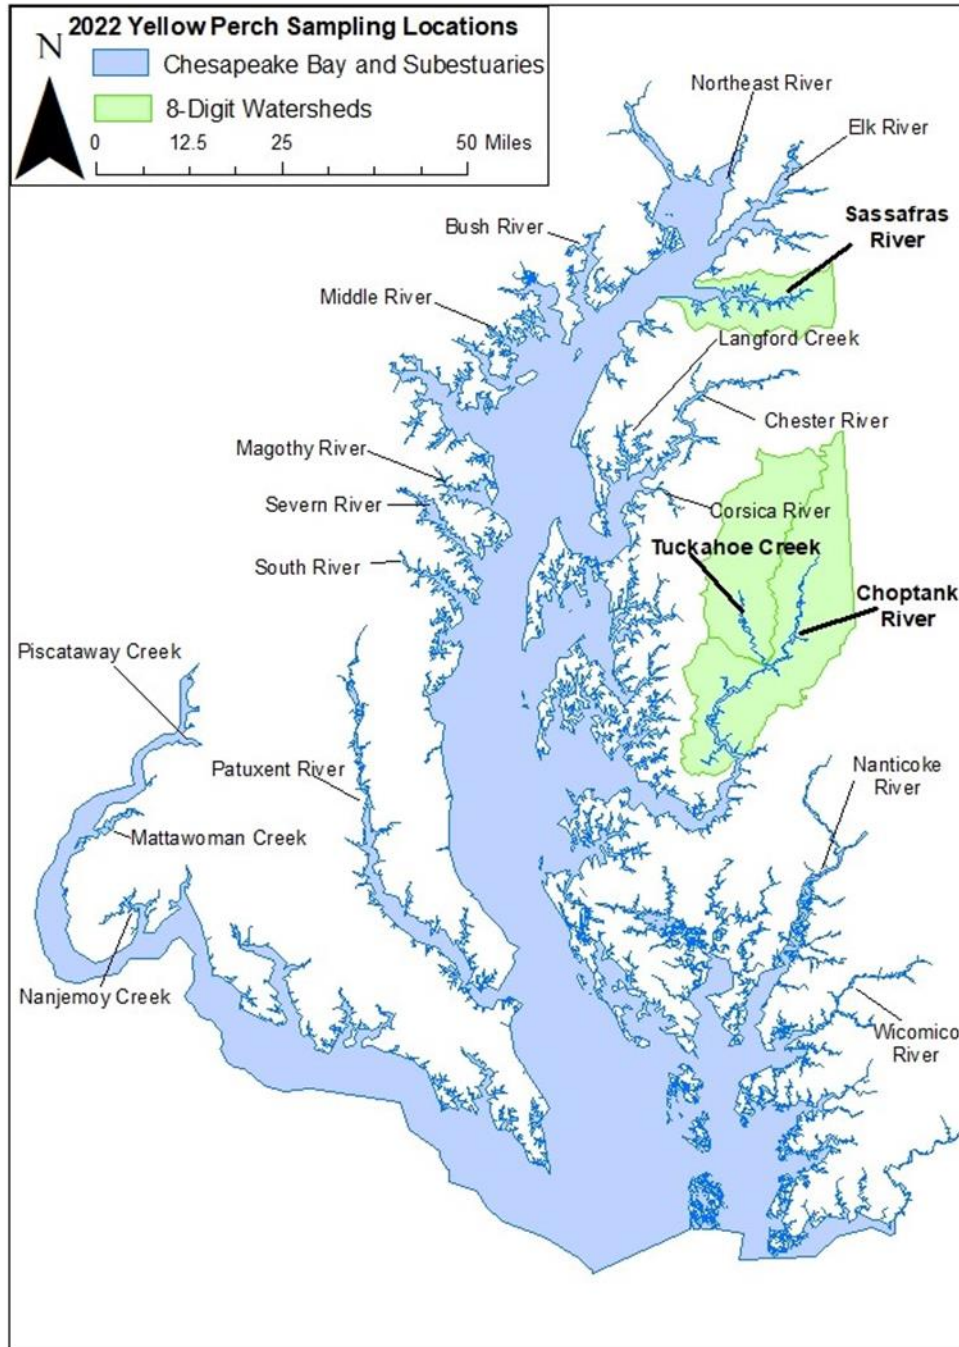 2022 Yellow Perch Sampling Locations
N
Chesapeake Bay and Subestuaries
8-Digit Watersheds
0 12.5 25 50 Miles
Northeast River
Elk River
Sassafras
River
Bush River
Middle River
Langford Creek
Chester River
Magothy River
Severn River
Corsica River
South River
Tuckahoe Creek
Choptank
River
Piscataway Creek
Patuxent River
Nanticoke
River
Mattawoman Creek
Nanjemoy Creek
Wicomico
River